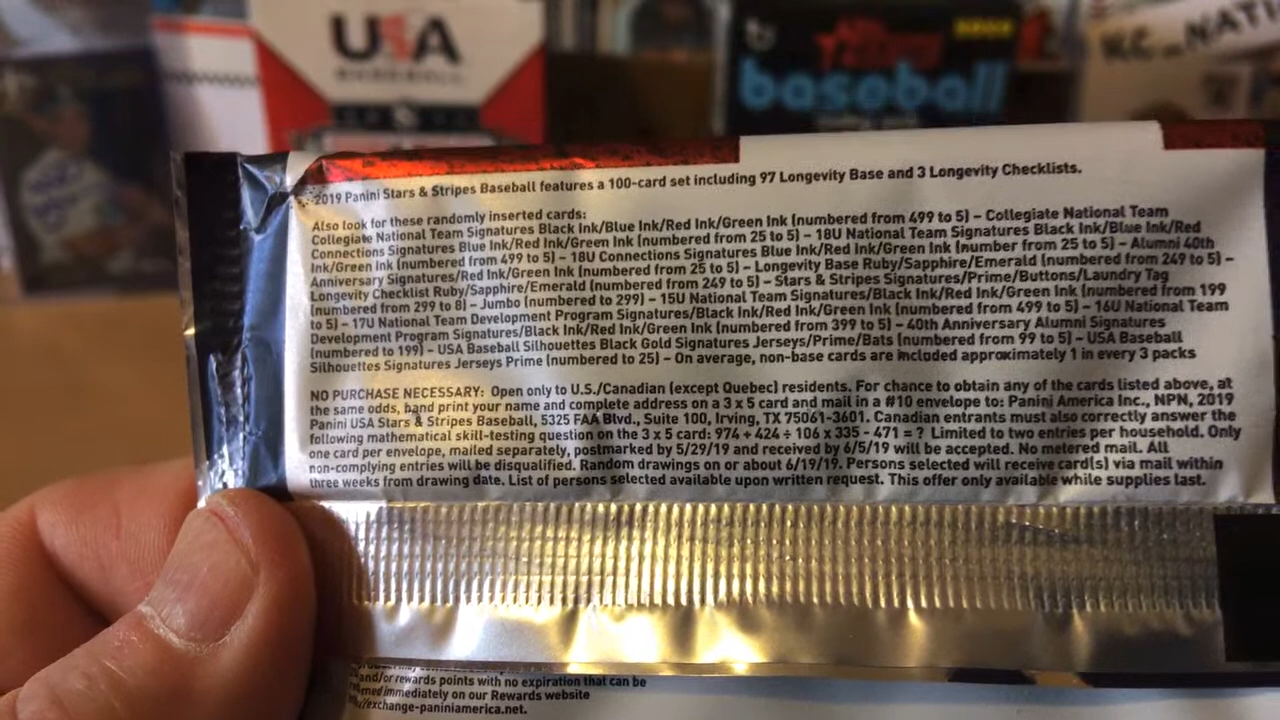 USA
BASEBALL
baseball
KC_NATI
2019 Panini Stars & Stripes Baseball features a 100-card set including 97 Longevity Base and 3 Longevity Checklists.
Also look for these randomly inserted cards:
Collegiate National Team Signatures Black Ink/Blue Ink/Red Ink/Green Ink (numbered from 499 to 5) – Collegiate National Team
Connections Signatures Blue Ink/Red Ink/Green Ink (numbered from 25 to 5) – 18U National Team Signatures Black Ink/Blue Ink/Red
Ink/Green Ink (numbered from 499 to 5) – 18U Connections Signatures Blue Ink/Red Ink/Green Ink (number from 25 to 5) – Alumni 40th
Anniversary Signatures/Red Ink/Green Ink (numbered from 25 to 5) – Longevity Base Ruby/Sapphire/Emerald (numbered from 249 to 5) –
Longevity Checklist Ruby/Sapphire/Emerald (numbered from 249 to 5) – Stars & Stripes Signatures/Prime/Buttons/Laundry Tag
(numbered from 299 to 8) – Jumbo (numbered to 299) – 15U National Team Signatures/Black Ink/Red Ink/Green Ink (numbered from 199
to 5) – 17U National Team Development Program Signatures/Black Ink/Red Ink/Green Ink (numbered from 499 to 5) – 16U National Team
Development Program Signatures/Black Ink/Red Ink/Green Ink (numbered from 399 to 5) – 40th Anniversary Alumni Signatures
(numbered to 199) – USA Baseball Silhouettes Black Gold Signatures Jerseys/Prime/Bats (numbered from 99 to 5) – USA Baseball
Silhouettes Signatures Jerseys Prime (numbered to 25) – On average, non-base cards are included approximately 1 in every 3 packs
NO PURCHASE NECESSARY: Open only to U.S./Canadian (except Quebec) residents. For chance to obtain any of the cards listed above, at
the same odds, hand print your name and complete address on a 3 x 5 card and mail in a #10 envelope to: Panini America Inc., NPN, 2019
Panini USA Stars & Stripes Baseball, 5325 FAA Blvd., Suite 100, Irving, TX 75061-3601. Canadian entrants must also correctly answer the
following mathematical skill-testing question on the 3 x 5 card: 974 + 424 ÷ 106 x 335 - 471 = ? Limited to two entries per household. Only
one card per envelope, mailed separately, postmarked by 5/29/19 and received by 6/5/19 will be accepted. No metered mail. All
non-complying entries will be disqualified. Random drawings on or about 6/19/19. Persons selected will receive card(s) via mail within
three weeks from drawing date. List of persons selected available upon written request. This offer only available while supplies last.
and/or rewards points with no expiration that can be
immediately on our Rewards website
/exchange-paniniamerica.net.